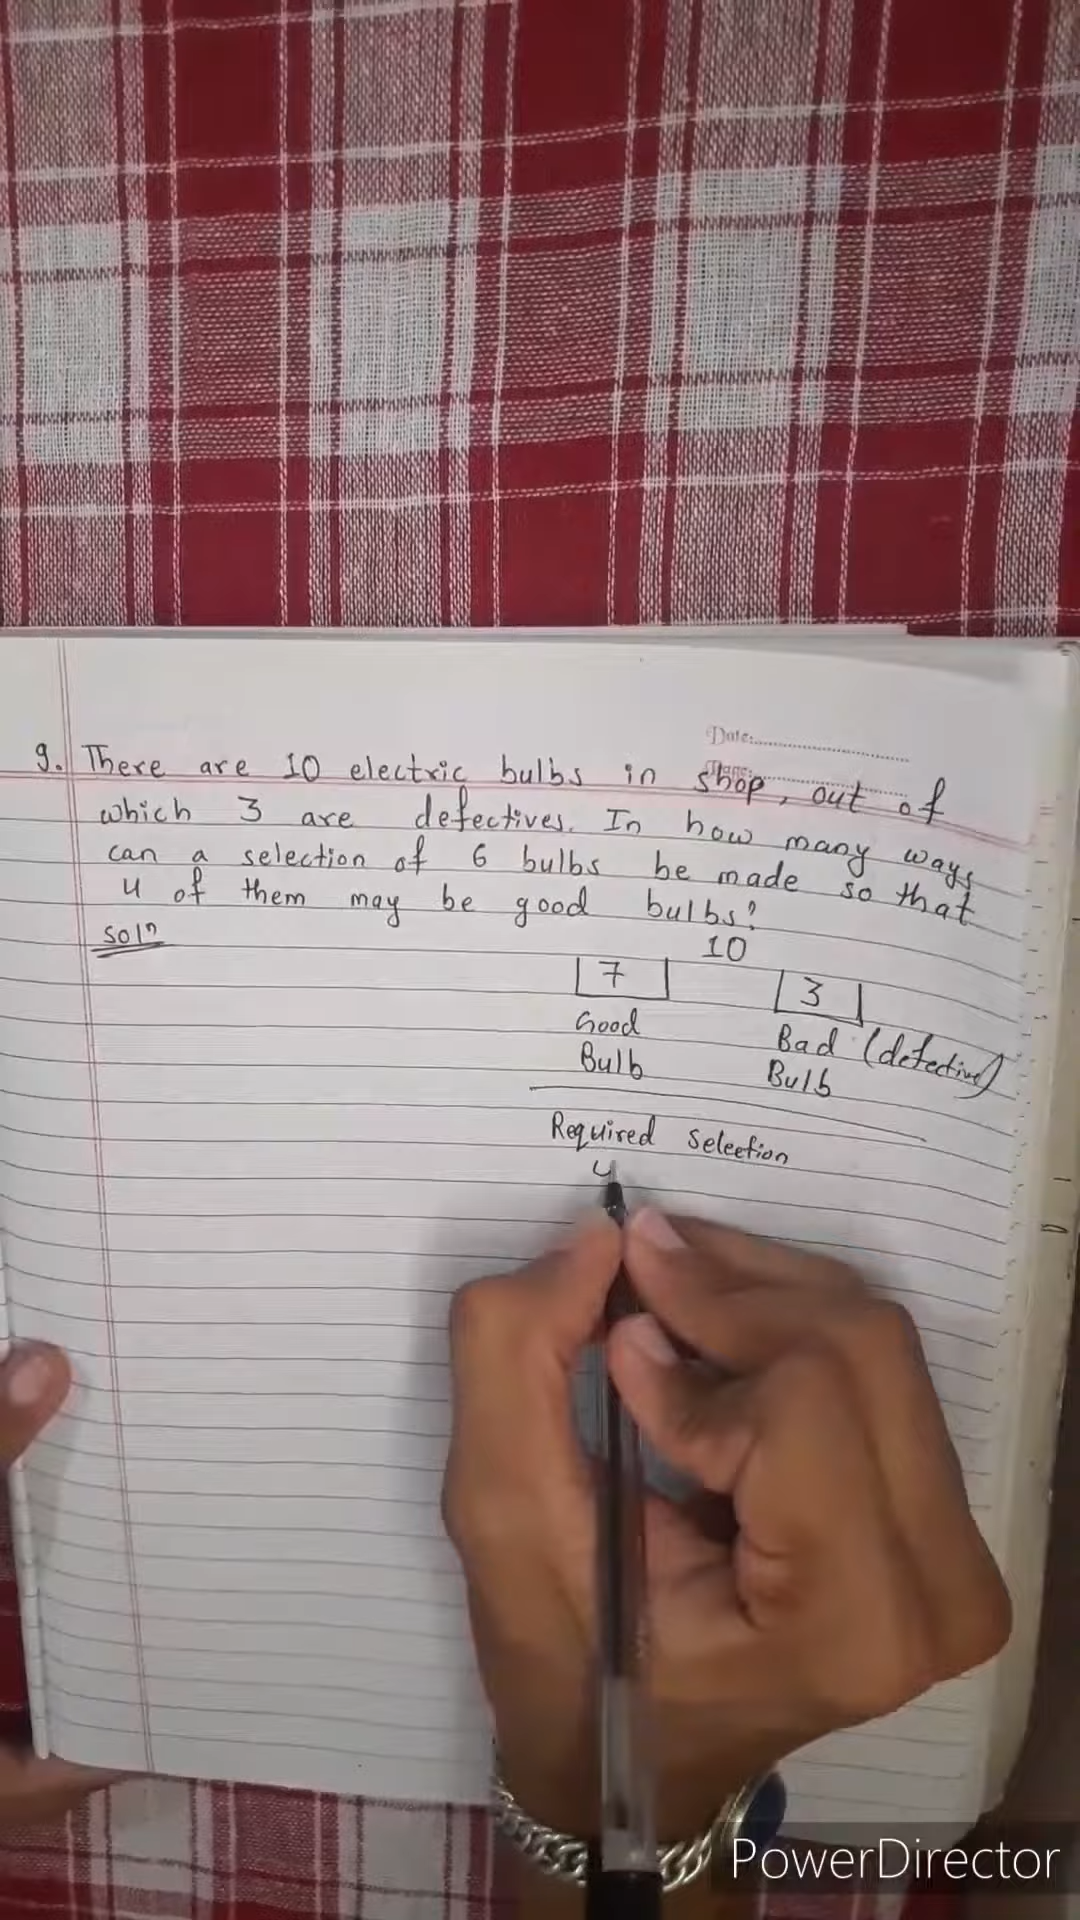 Date:
9. There are 10 electric bulbs in shop, out of
which 3 are defectives. In how many ways
can a selection of 6 bulbs be made so that
4 of them may be good bulbs?
Soln
10
7 3
Good Bad (defective)
Bulb Bulb
Required Selection
4
PowerDirector